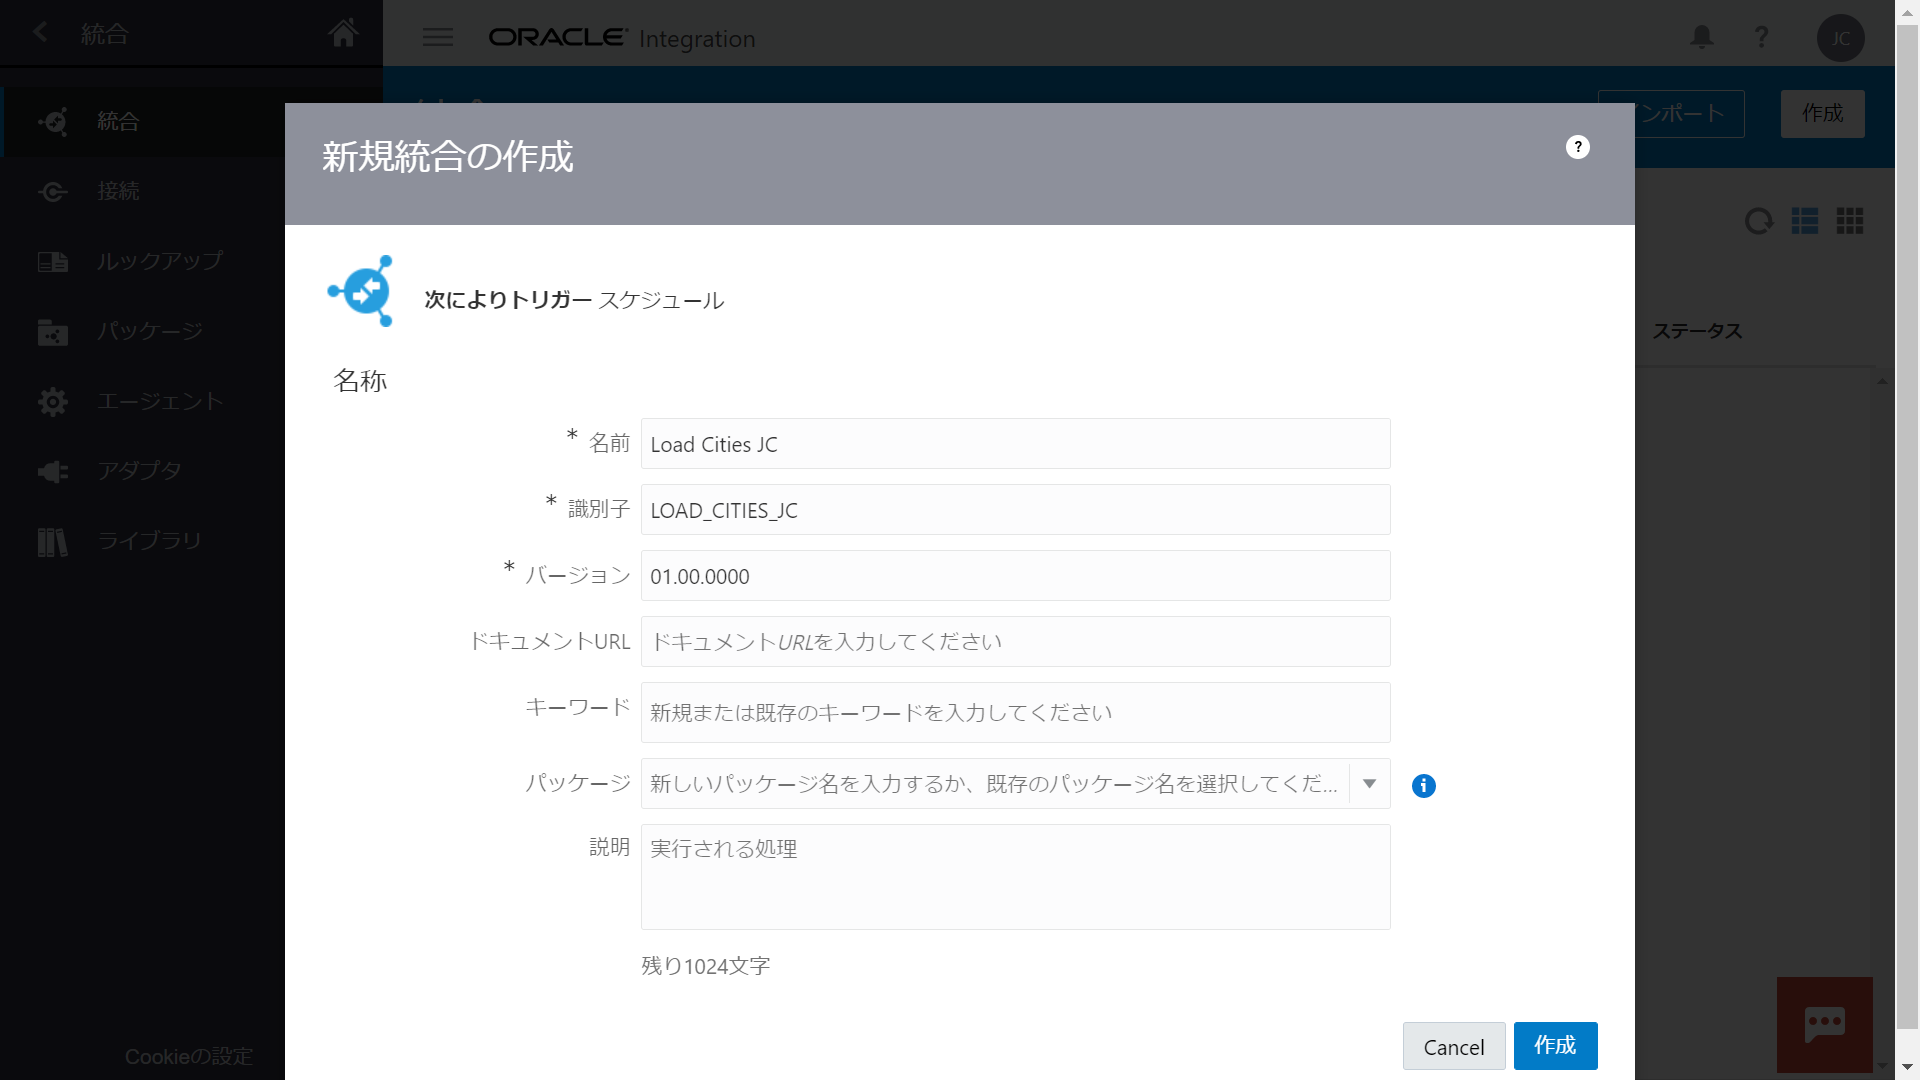 統合
ORACLE Integration
? JC
統合
接続
ルックアップ
パッケージ
エージェント
アダプタ
ライブラリ
Cookieの設定
ンポート
作成
ステータス
新規統合の作成
?
次によりトリガー スケジュール
名称
* 名前 Load Cities JC
* 識別子 LOAD_CITIES_JC
* バージョン 01.00.0000
ドキュメントURL ドキュメントURLを入力してください
キーワード 新規または既存のキーワードを入力してください
パッケージ 新しいパッケージ名を入力するか、既存のパッケージ名を選択してくだ...
説明 実行される処理
残り1024文字
Cancel 作成